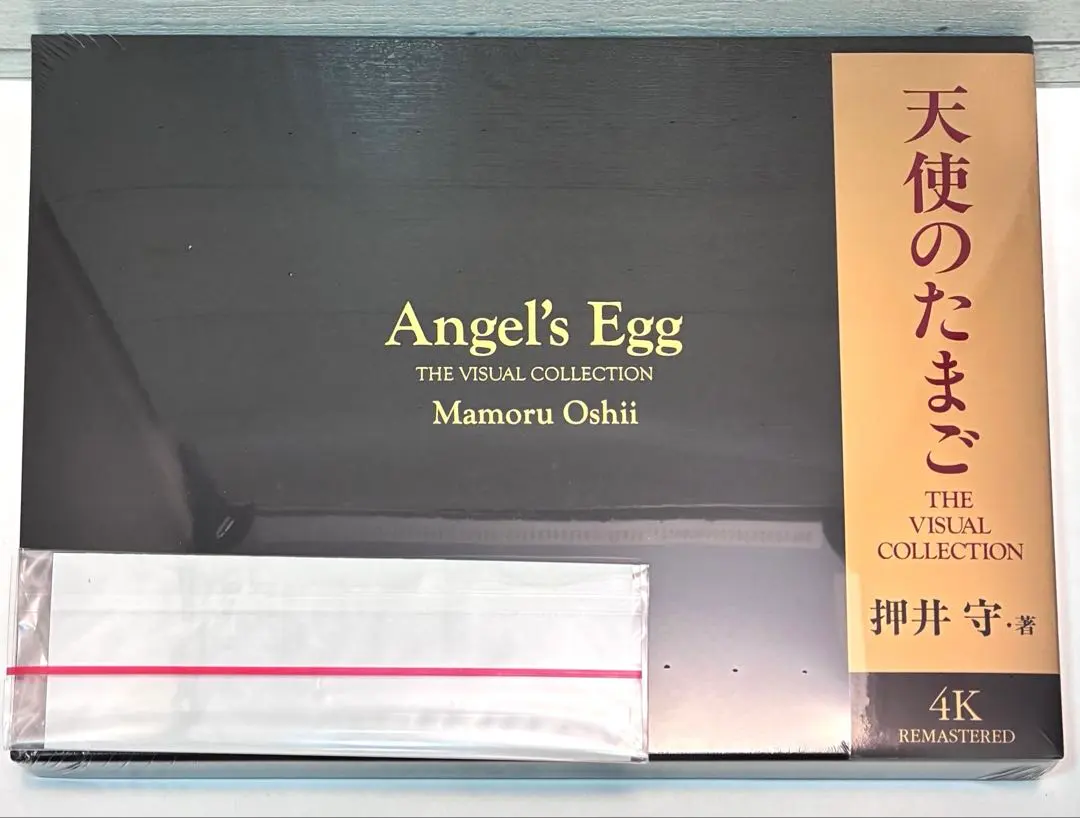 Angel's Egg
THE VISUAL COLLECTION
Mamoru Oshii
天使のたまご
THE
VISUAL
COLLECTION
押井 守・著
4K
REMASTERED